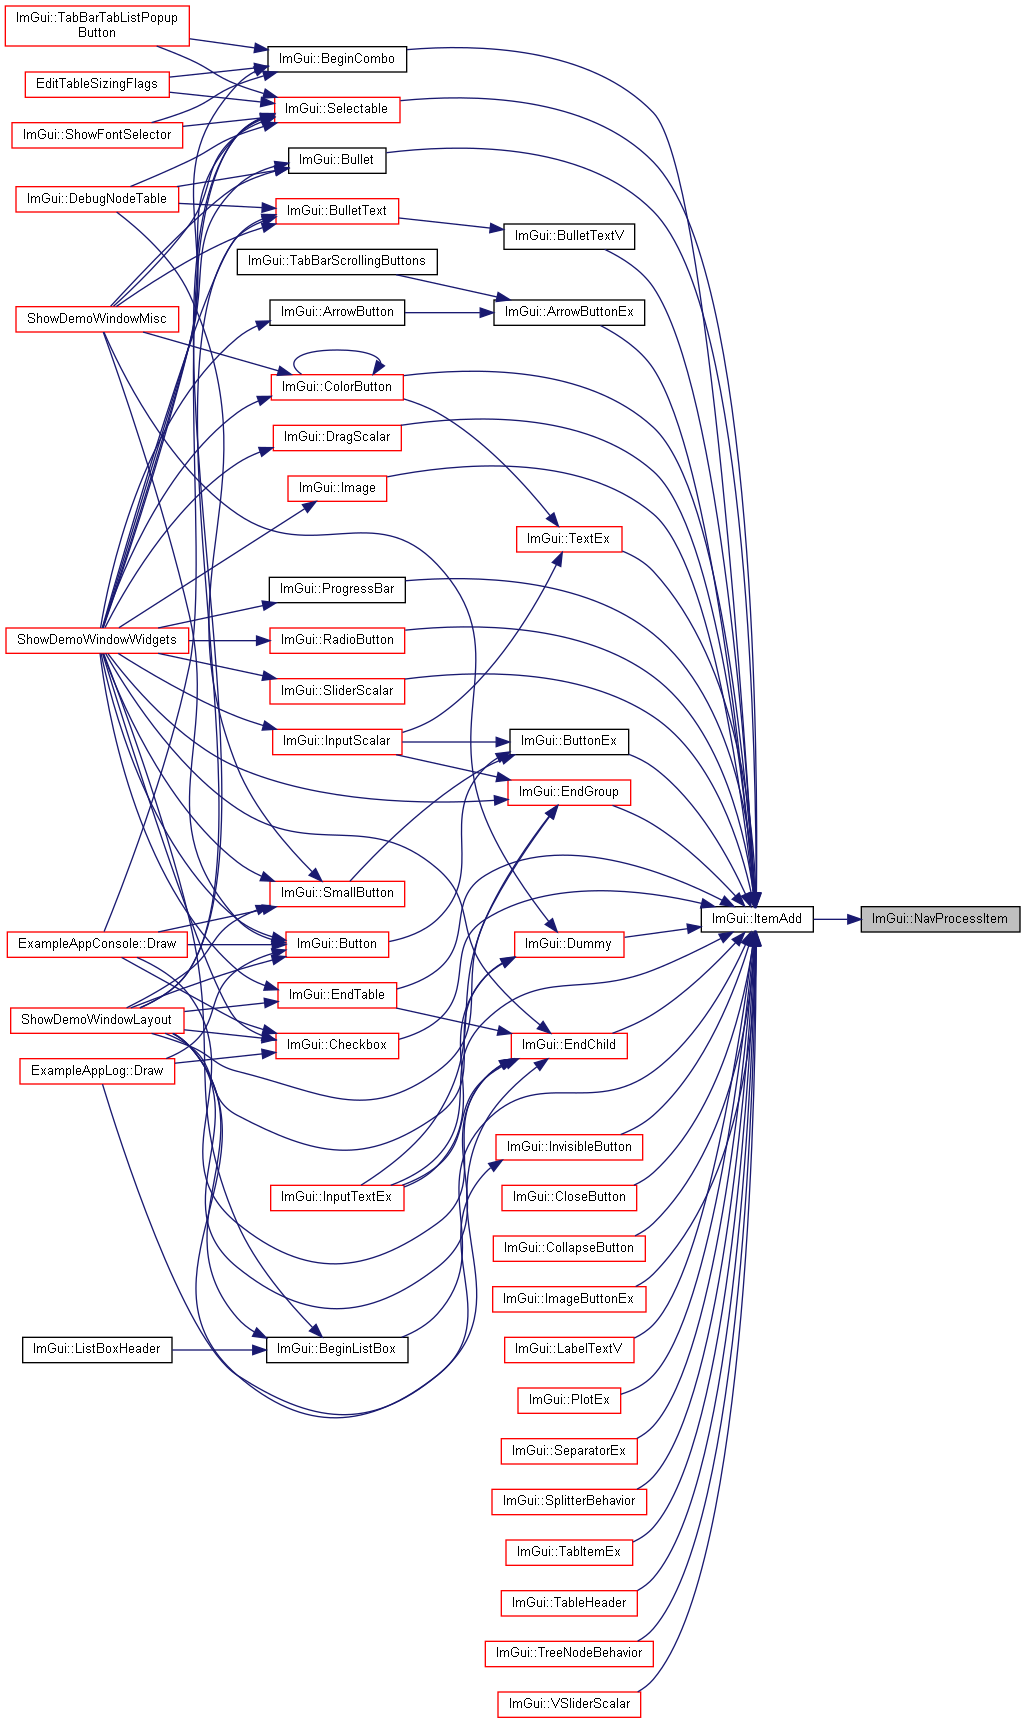 ImGui::TabBarTabListPopup
Button
ImGui::BeginCombo
EditTableSizingFlags
ImGui::Selectable
ImGui::ShowFontSelector
ImGui::Bullet
ImGui::DebugNodeTable
ImGui::BulletText
ImGui::BulletTextV
ImGui::TabBarScrollingButtons
ShowDemoWindowMisc
ImGui::ArrowButton
ImGui::ArrowButtonEx
ImGui::ColorButton
ImGui::DragScalar
ImGui::Image
ImGui::TextEx
ImGui::ProgressBar
ShowDemoWindowWidgets
ImGui::RadioButton
ImGui::SliderScalar
ImGui::InputScalar
ImGui::ButtonEx
ImGui::EndGroup
ImGui::SmallButton
ImGui::ItemAdd
ImGui::NavProcessItem
ExampleAppConsole::Draw
ImGui::Button
ImGui::Dummy
ImGui::EndTable
ShowDemoWindowLayout
ImGui::Checkbox
ImGui::EndChild
ExampleAppLog::Draw
ImGui::InvisibleButton
ImGui::InputTextEx
ImGui::CloseButton
ImGui::CollapseButton
ImGui::ImageButtonEx
ImGui::ListBoxHeader
ImGui::BeginListBox
ImGui::LabelTextV
ImGui::PlotEx
ImGui::SeparatorEx
ImGui::SplitterBehavior
ImGui::TabItemEx
ImGui::TableHeader
ImGui::TreeNodeBehavior
ImGui::VSliderScalar